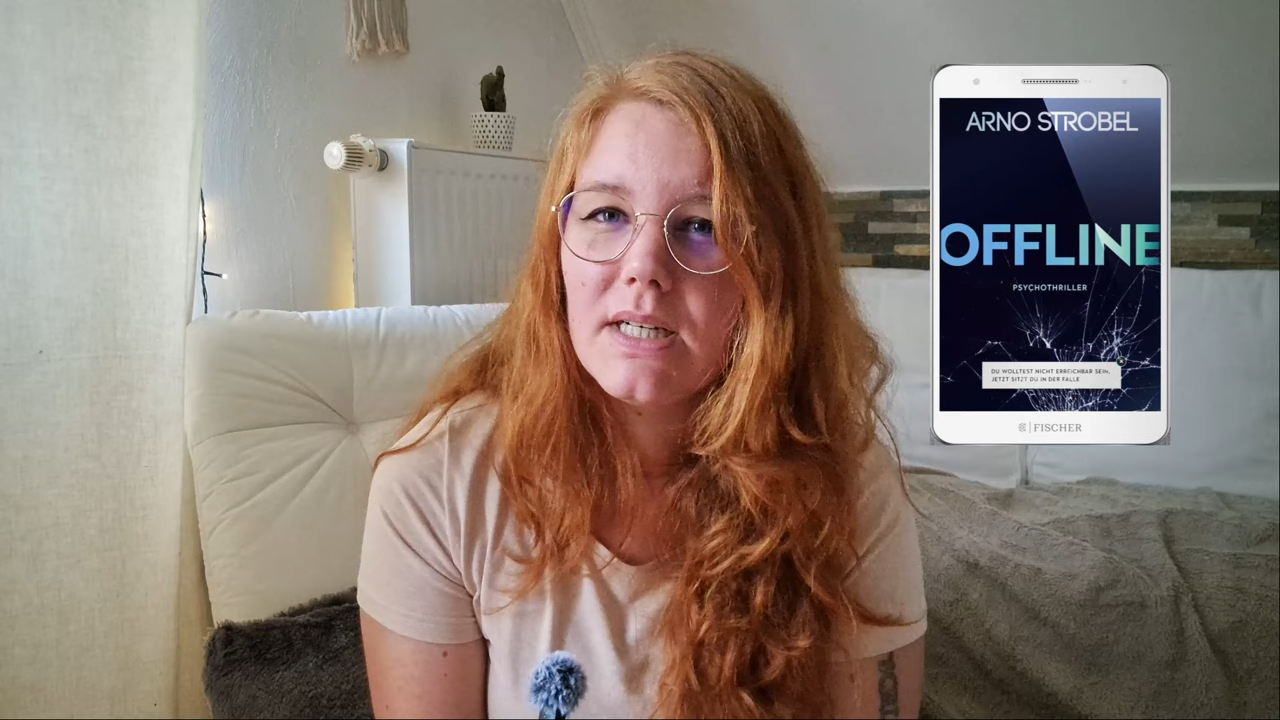 ARNO STROBEL
OFFLINE
PSYCHOTHRILLER
DU WOLLTEST NICHT ERREICHBAR SEIN,
JETZT SITZT DU IN DER FALLE
FISCHER